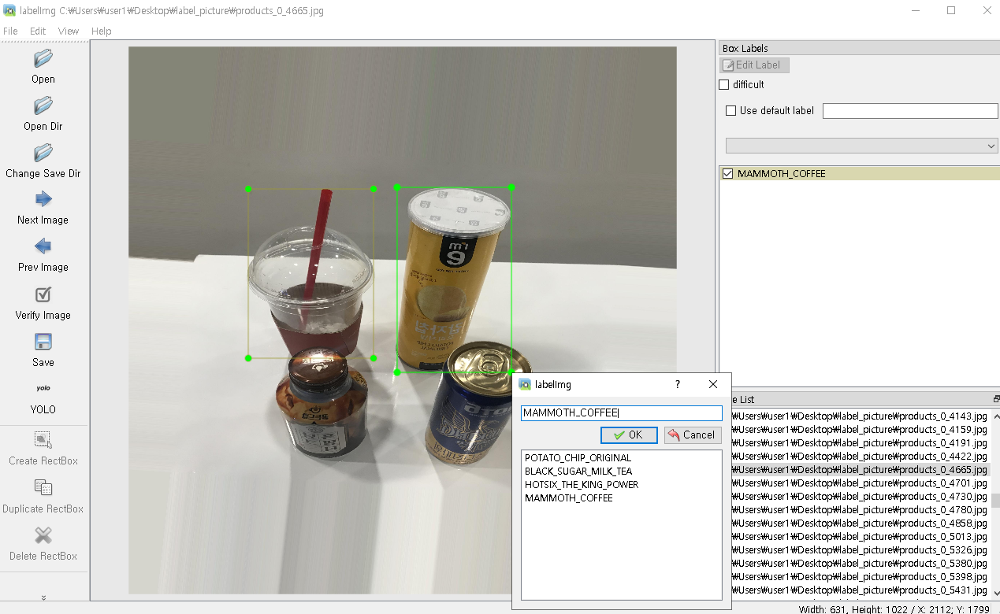 labelImg C:₩Users₩user1₩Desktop₩label_picture₩products_0_4665.jpg
File Edit View Help
Open
Open Dir
Change Save Dir
Next Image
Prev Image
Verify Image
Save
yolo
YOLO
Create RectBox
Duplicate RectBox
Delete RectBox
m
9
Box Labels
Edit Label
difficult
Use default label
MAMMOTH_COFFEE
labelImg
?
MAMMOTH_COFFEE
OK
Cancel
POTATO_CHIP_ORIGINAL
BLACK_SUGAR_MILK_TEA
HOTSIX_THE_KING_POWER
MAMMOTH_COFFEE
e List
₩Users₩user1₩Desktop₩label_picture₩products_0_4143.jpg
₩Users₩user1₩Desktop₩label_picture₩products_0_4159.jpg
₩Users₩user1₩Desktop₩label_picture₩products_0_4191.jpg
₩Users₩user1₩Desktop₩label_picture₩products_0_4422.jpg
₩Users₩user1₩Desktop₩label_picture₩products_0_4665.jpg
₩Users₩user1₩Desktop₩label_picture₩products_0_4701.jpg
₩Users₩user1₩Desktop₩label_picture₩products_0_4730.jpg
₩Users₩user1₩Desktop₩label_picture₩products_0_4780.jpg
₩Users₩user1₩Desktop₩label_picture₩products_0_4858.jpg
₩Users₩user1₩Desktop₩label_picture₩products_0_5013.jpg
₩Users₩user1₩Desktop₩label_picture₩products_0_5326.jpg
₩Users₩user1₩Desktop₩label_picture₩products_0_5380.jpg
₩Users₩user1₩Desktop₩label_picture₩products_0_5398.jpg
₩Users₩user1₩Desktop₩label_picture₩products_0_5431.jpg
Width: 631, Height: 1022 / X: 2112; Y: 1799